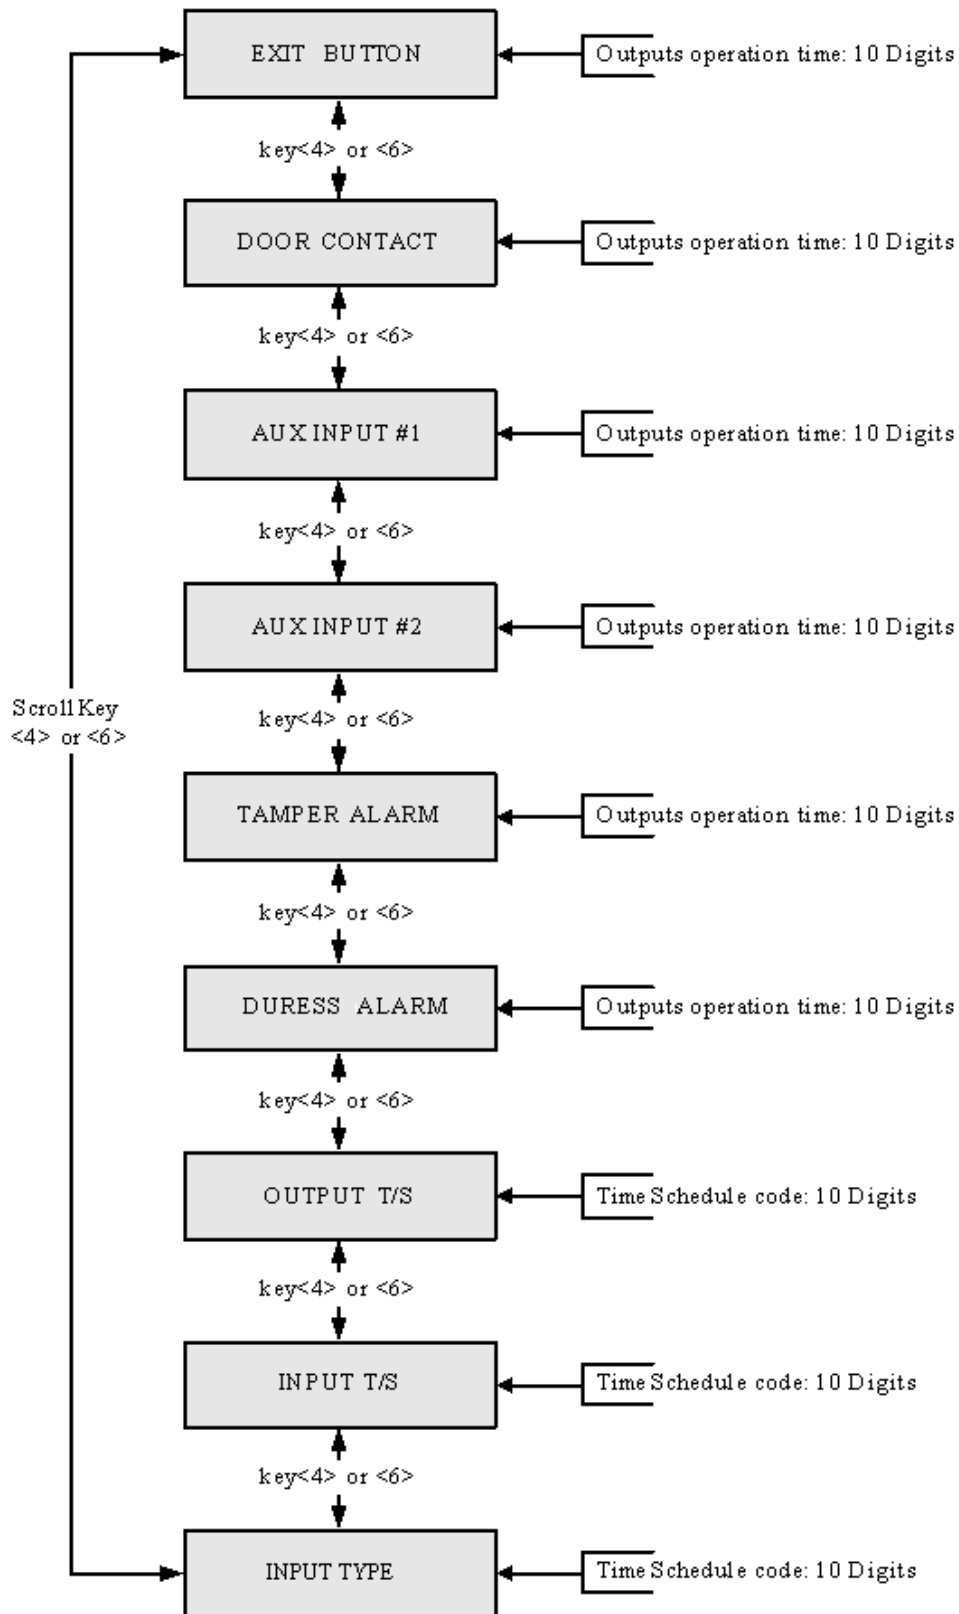 EXIT BUTTON
Outputs operation time: 10 Digits
key<4> or <6>
DOOR CONTACT
Outputs operation time: 10 Digits
key<4> or <6>
AUX INPUT #1
Outputs operation time: 10 Digits
key<4> or <6>
AUX INPUT #2
Outputs operation time: 10 Digits
key<4> or <6>
Scroll Key
<4> or <6>
TAMPER ALARM
Outputs operation time: 10 Digits
key<4> or <6>
DURESS ALARM
Outputs operation time: 10 Digits
key<4> or <6>
OUTPUT T/S
Time Schedule code: 10 Digits
key<4> or <6>
INPUT T/S
Time Schedule code: 10 Digits
key<4> or <6>
INPUT TYPE
Time Schedule code: 10 Digits